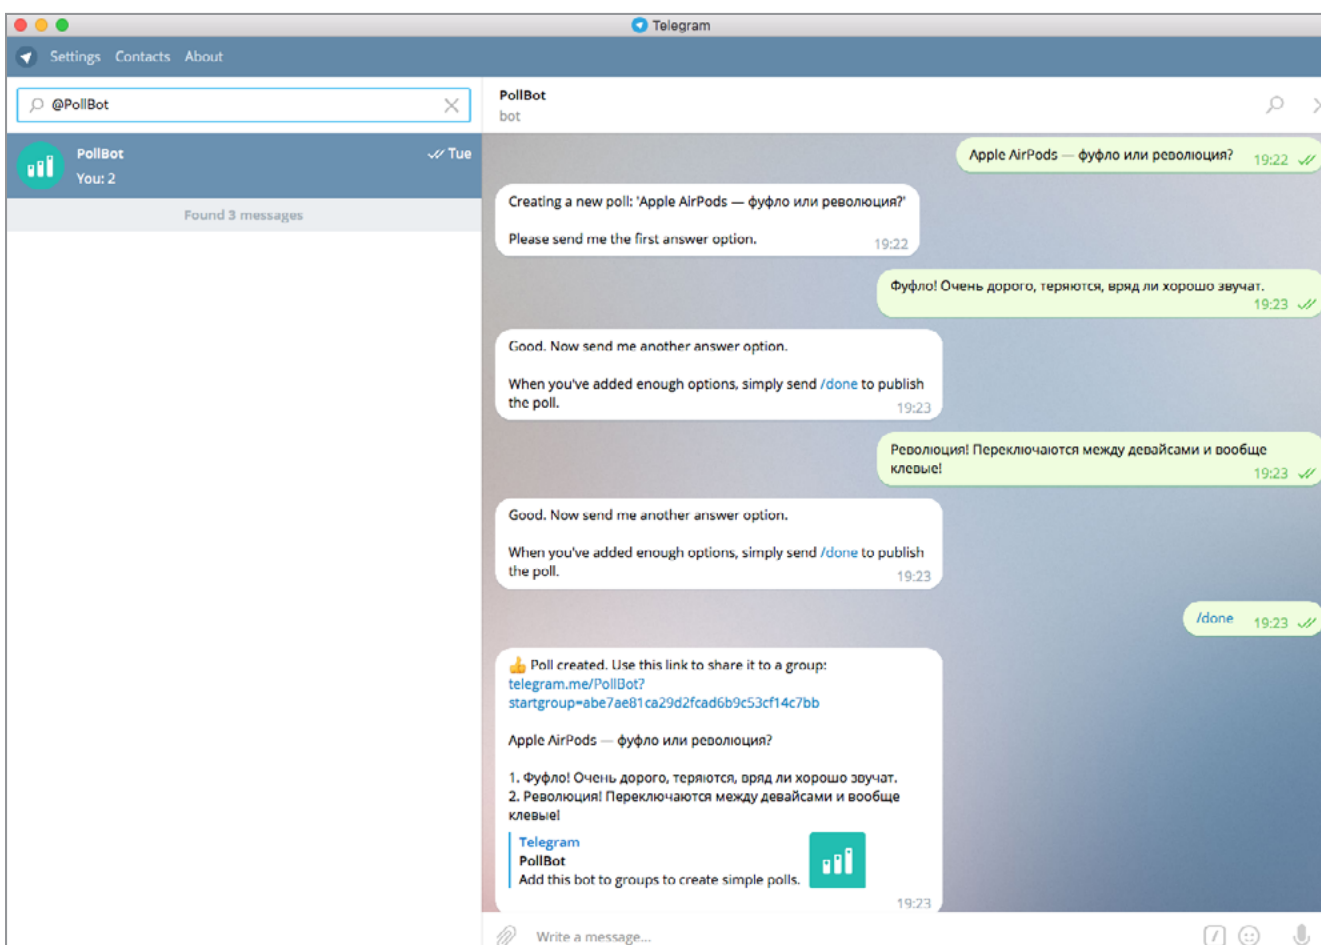 Telegram
Settings Contacts About
@PollBot
PollBot
Tue
You: 2
Found 3 messages
PollBot
bot
Apple AirPods — фуфло или революция?
19:22
Creating a new poll: 'Apple AirPods — фуфло или революция?'
Please send me the first answer option.
19:22
Фуфло! Очень дорого, теряются, вряд ли хорошо звучат.
19:23
Good. Now send me another answer option.
When you've added enough options, simply send /done to publish
the poll.
19:23
Революция! Переключаются между девайсами и вообще
клевые!
19:23
Good. Now send me another answer option.
When you've added enough options, simply send /done to publish
the poll.
19:23
/done
19:23
Poll created. Use this link to share it to a group:
telegram.me/PollBot?
startgroup=abe7ae81ca29d2fcad6b9c53cf14c7bb
Apple AirPods — фуфло или революция?
1. Фуфло! Очень дорого, теряются, вряд ли хорошо звучат.
2. Революция! Переключаются между девайсами и вообще
клевые!
Telegram
PollBot
Add this bot to groups to create simple polls.
19:23
Write a message...